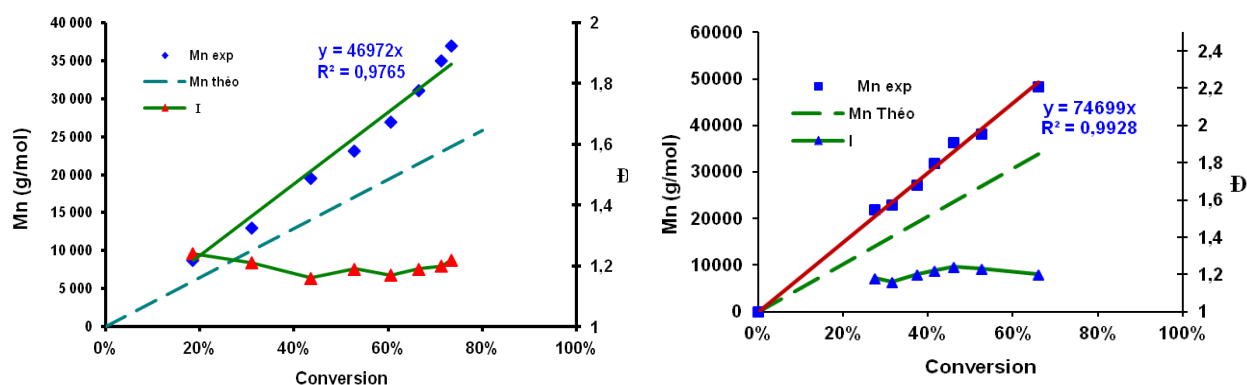 40 000
35 000
30 000
25 000
20 000
15 000
10 000
5 000
0
Mn (g/mol)
0%
20%
40%
60%
80%
100%
Conversion
2
1,8
1,6
1,4
1,2
1
Đ
Mn exp
Mn théo
I
y = 46972x
R² = 0,9765
60000
50000
40000
30000
20000
10000
0
Mn (g/mol)
0%
20%
40%
60%
80%
100%
Conversion
2,4
2,2
2
1,8
1,6
1,4
1,2
1
Đ
Mn exp
Mn Théo
I
y = 74699x
R² = 0,9928